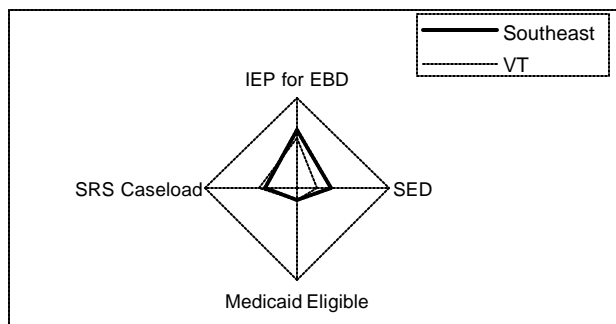 Southeast
VT
IEP for EBD
SRS Caseload
SED
Medicaid Eligible